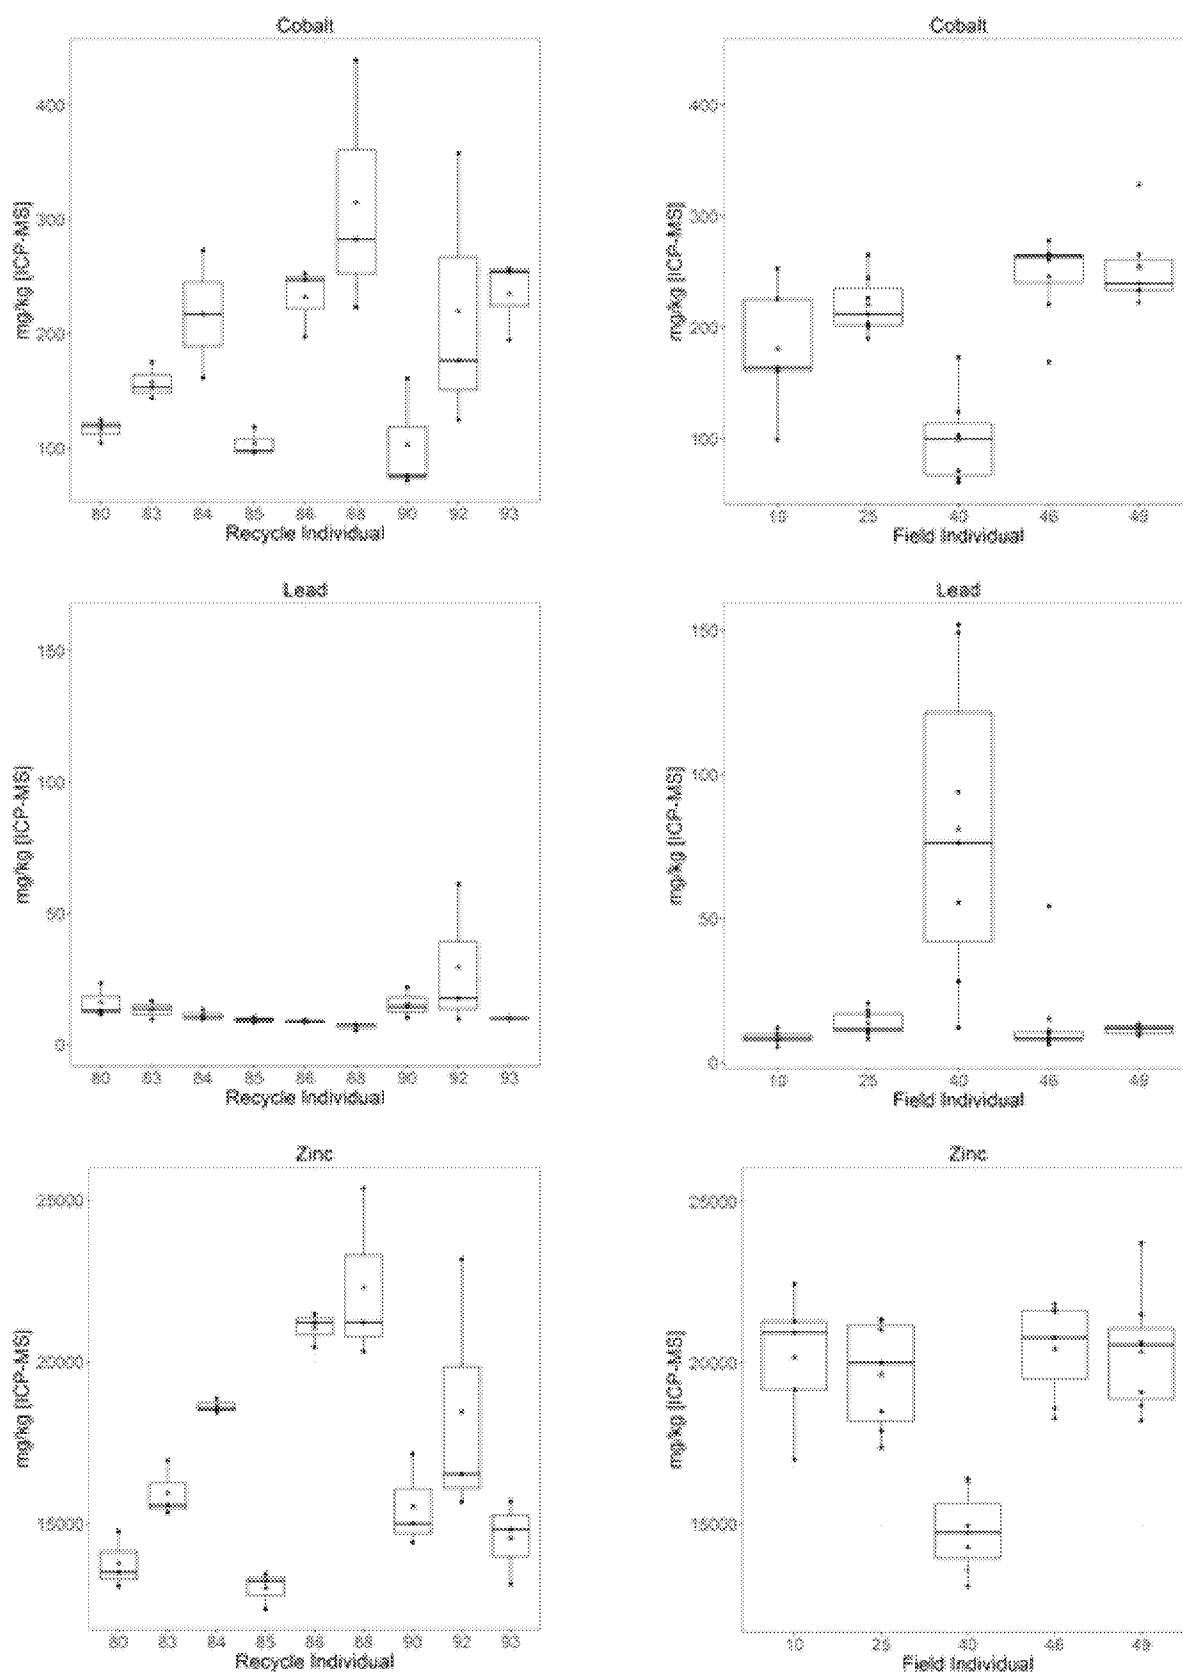 Cobalt
mg/kg [ICP-MS]
400
300
200
100
80 83 84 85 86 88 90 92 93
Recycle Individual
Cobalt
mg/kg [ICP-MS]
400
300
200
100
10 25 40 46 49
Field Individual
Lead
mg/kg [ICP-MS]
150
100
50
0
80 83 84 85 86 88 90 92 93
Recycle Individual
Lead
mg/kg [ICP-MS]
150
100
50
0
10 25 40 46 49
Field Individual
Zinc
mg/kg [ICP-MS]
25000
20000
15000
80 83 84 85 86 88 90 92 93
Recycle Individual
Zinc
mg/kg [ICP-MS]
25000
20000
15000
10 25 40 46 49
Field Individual